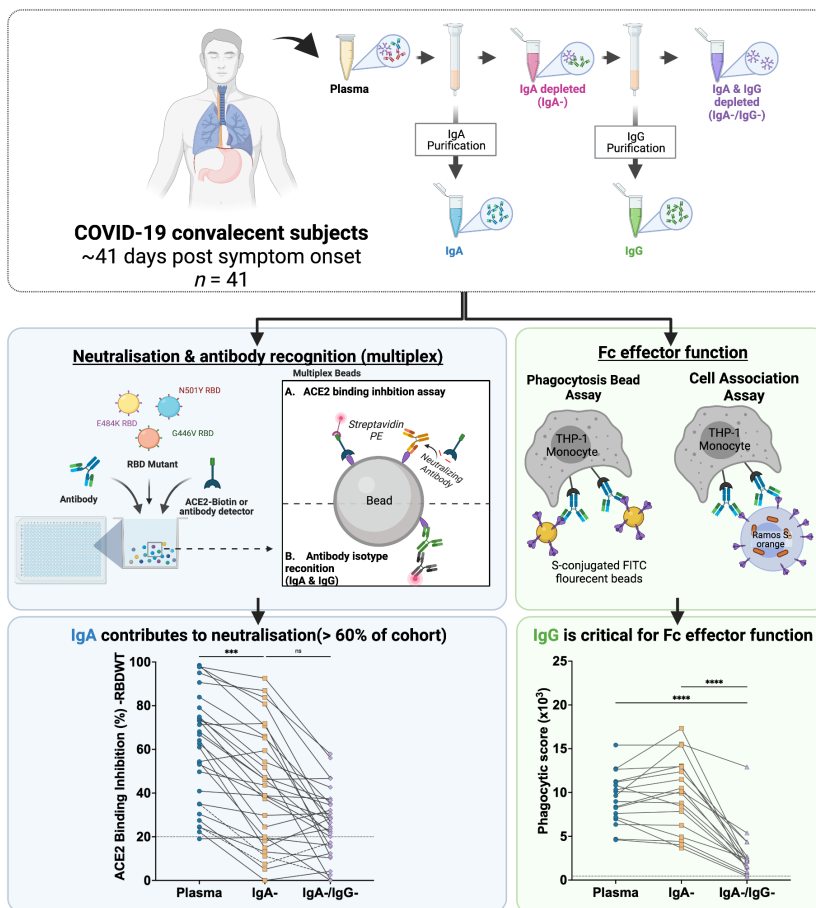 Plasma
IgA depleted
(IgA-)
IgA & IgG
depleted
(IgA-/IgG-)
IgA
Purification
IgG
Purification
IgA
IgG
COVID-19 convalecent subjects
~41 days post symptom onset
n = 41
Neutralisation & antibody recognition (multiplex)
Multiplex Beads
N501Y RBD
E484K RBD
G446V RBD
RBD Mutant
Antibody
ACE2-Biotin or
antibody detector
A. ACE2 binding inhbition assay
Streptavidin
PE
Neutralizing
Antibody
Bead
B. Antibody isotype
reconition
(IgA & IgG)
Fc effector function
Phagocytosis Bead
Assay
Cell Association
Assay
THP-1
Monocyte
THP-1
Monocyte
Ramos S-
orange
S-conjugated FITC
flourecent beads
IgA contributes to neutralisation(> 60% of cohort)
ACE2 Binding Inhibition (%) -RBDWT
100
80
60
40
20
0
***
ns
Plasma
IgA-
IgA-/IgG-
IgG is critical for Fc effector function
Phagocytic score (x10³)
25
20
15
10
5
0
****
****
Plasma
IgA-
IgA-/IgG-